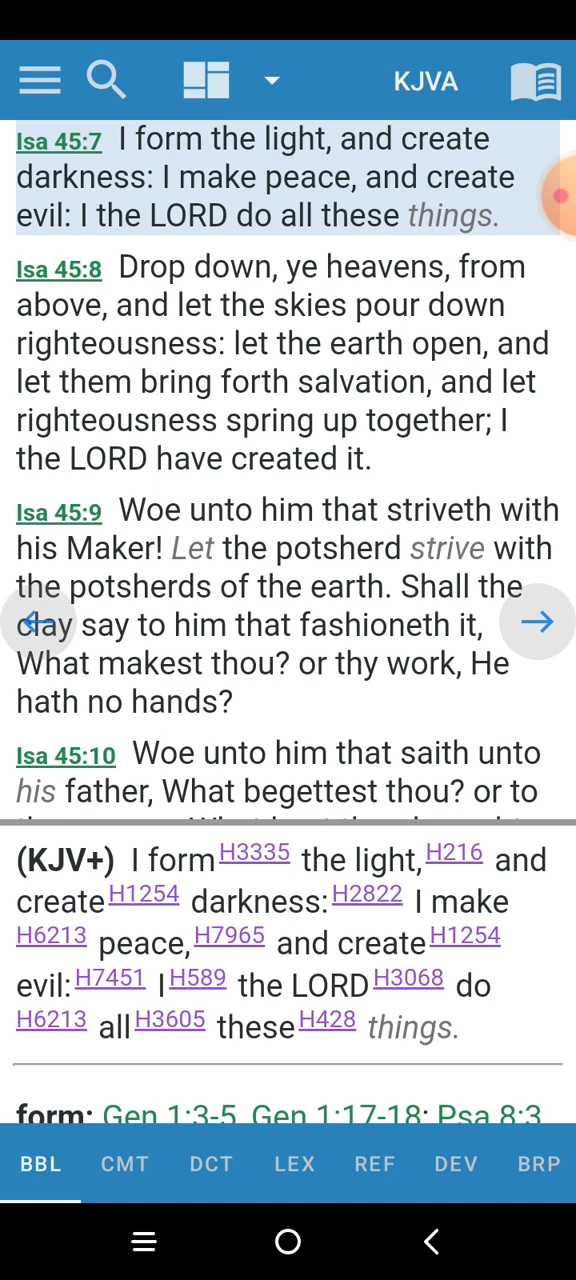 KJVA
Isa 45:7 I form the light, and create
darkness: I make peace, and create
evil: I the LORD do all these things.
Isa 45:8 Drop down, ye heavens, from
above, and let the skies pour down
righteousness: let the earth open, and
let them bring forth salvation, and let
righteousness spring up together; I
the LORD have created it.
Isa 45:9 Woe unto him that striveth with
his Maker! Let the potsherd strive with
the potsherds of the earth. Shall the
clay say to him that fashioneth it,
What makest thou? or thy work, He
hath no hands?
Isa 45:10 Woe unto him that saith unto
his father, What begettest thou? or to
(KJV+) I form H3335 the light, H216 and
create H1254 darkness: H2822 I make
H6213 peace, H7965 and create H1254
evil: H7451 I H589 the LORD H3068 do
H6213 all H3605 these H428 things.
form: Gen 1:3-5, Gen 1:17-18; Psa 8:3
BBL CMT DCT LEX REF DEV BRP